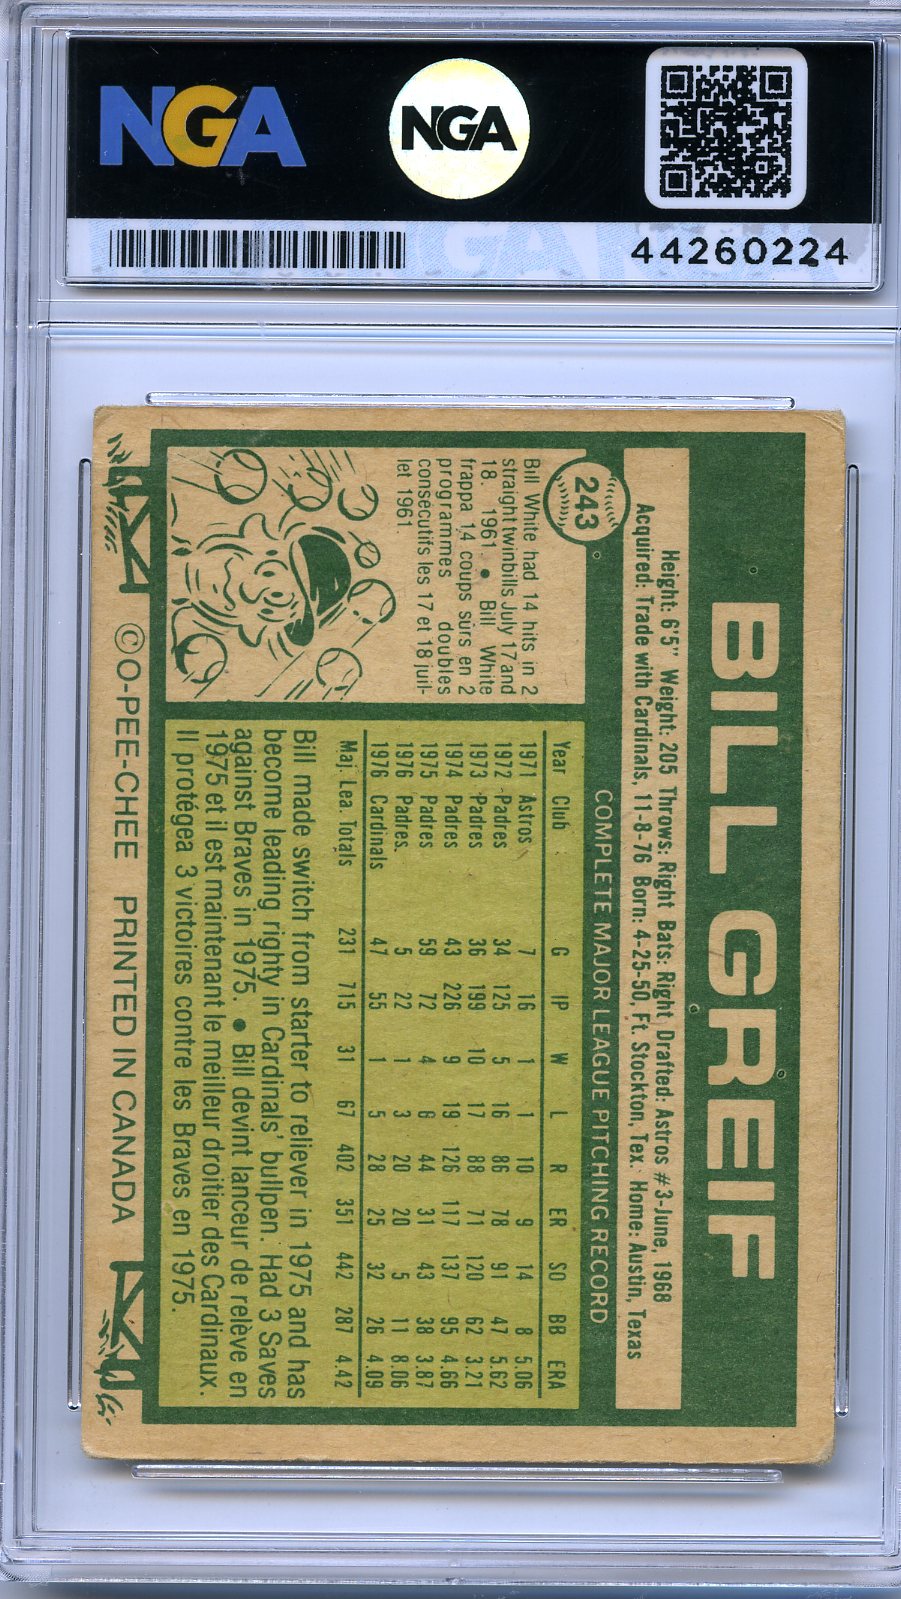 NGA
NGA
44260224
BILL GREIF
Height: 6'5" Weight: 205 Throws: Right Bats: Right Drafted: Astros #3-June, 1968
Acquired: Trade with Cardinals, 11-8-76 Born: 4-25-50, Ft. Stockton, Tex. Home: Austin, Texas
243
COMPLETE MAJOR LEAGUE PITCHING RECORD
Bill White had 14 hits in 2
straight twinbills July 17 and
18, 1961. • Bill White
frappa 14 coups sûrs en 2
programmes doubles
consécutifs les 17 et 18 juil-
let 1961.
Year Club G IP W L R ER SO BB ERA
1971 Astros 7 16 1 1 10 9 14 8 5.06
1972 Padres 34 125 5 16 86 78 91 47 5.62
1973 Padres 36 199 10 17 88 71 120 62 3.21
1974 Padres 43 226 9 19 126 117 137 95 4.66
1975 Padres 59 72 4 6 44 31 43 38 3.87
1976 Padres. 5 22 1 3 20 20 5 11 8.06
1976 Cardinals 47 55 1 5 28 25 32 26 4.09
Maj. Lea. Totals 231 715 31 67 402 351 442 287 4.42
Bill made switch from starter to reliever in 1975 and has
become leading righty in Cardinals' bullpen. Had 3 Saves
against Braves in 1975. • Bill devint lanceur de relève en
1975 et il est maintenant le meilleur droitier des Cardinaux.
Il protégea 3 victoires contre les Braves en 1975.
©O-PEE-CHEE PRINTED IN CANADA